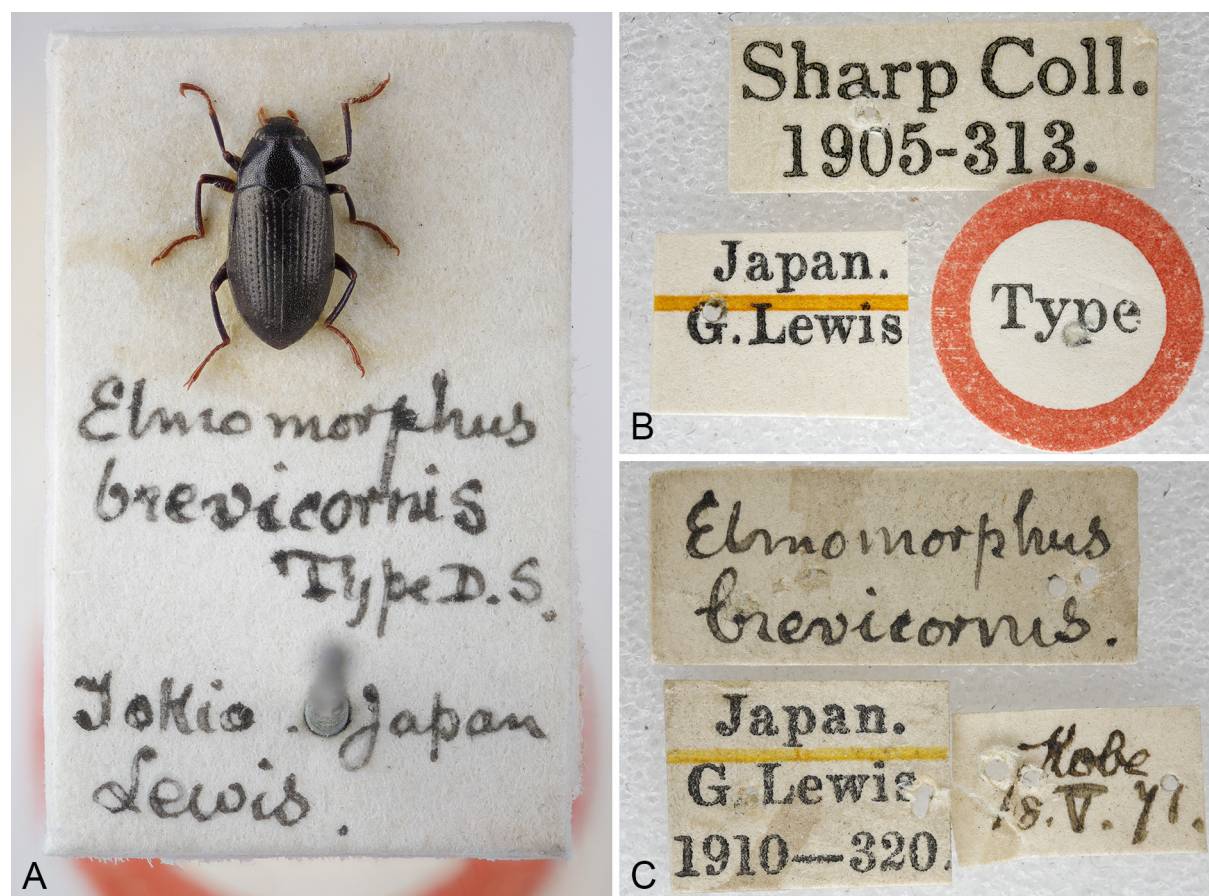 Elmomorphus
brevicornis
Type D. S.
Tokio . Japan
Lewis .
A
Sharp Coll.
1905-313.
Japan.
G. Lewis
Type
B
Elmomorphus
brevicornis.
Japan.
G. Lewis
1910—320.
Kobe
18. V. 71.
C